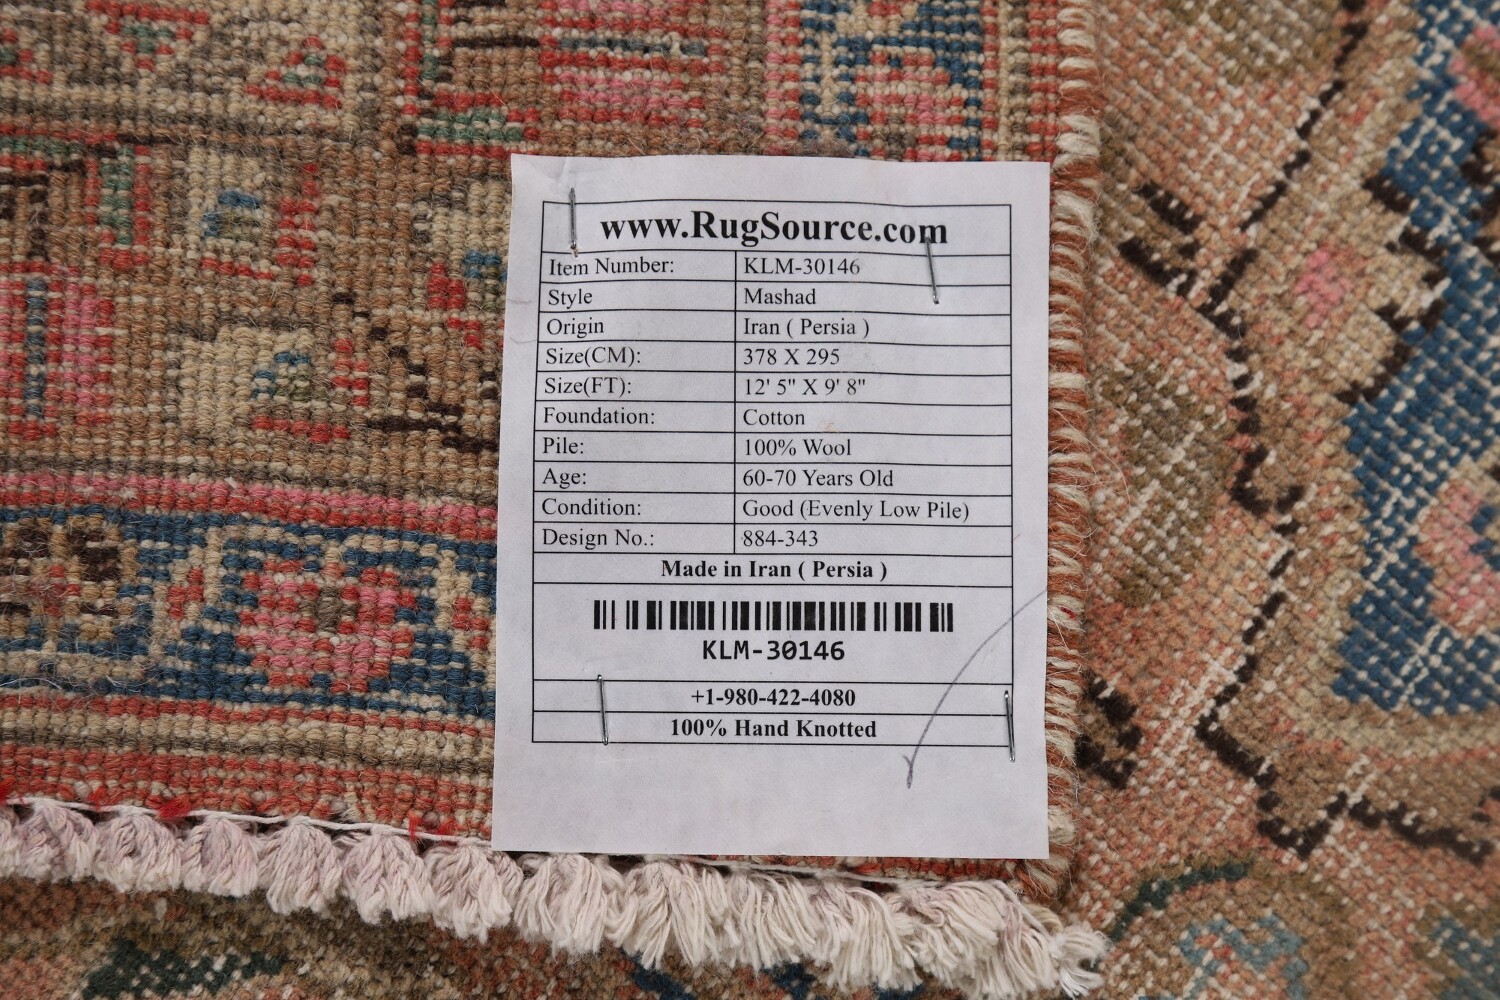 www.RugSource.com
Item Number: KLM-30146
Style Mashad
Origin Iran ( Persia )
Size(CM): 378 X 295
Size(FT): 12' 5" X 9' 8"
Foundation: Cotton
Pile: 100% Wool
Age: 60-70 Years Old
Condition: Good (Evenly Low Pile)
Design No.: 884-343
Made in Iran ( Persia )
KLM-30146
+1-980-422-4080
100% Hand Knotted